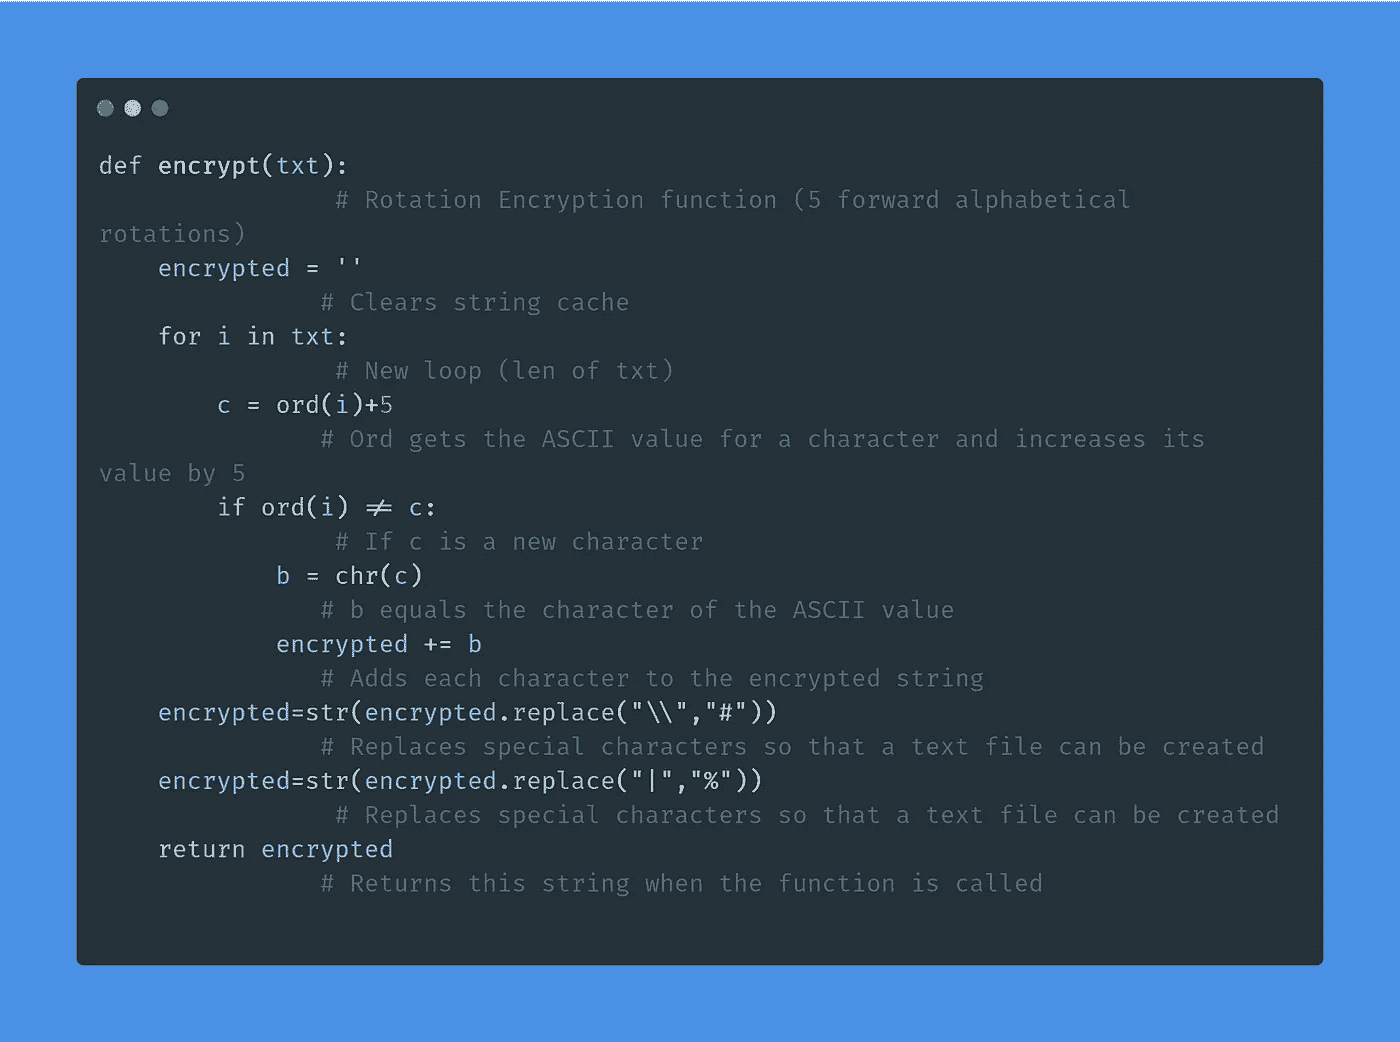 def encrypt(txt):
                # Rotation Encryption function (5 forward alphabetical
rotations)
    encrypted = ''
               # Clears string cache
    for i in txt:
                # New loop (len of txt)
        c = ord(i)+5
               # Ord gets the ASCII value for a character and increases its
value by 5
        if ord(i) != c:
                # If c is a new character
            b = chr(c)
               # b equals the character of the ASCII value
            encrypted += b
               # Adds each character to the encrypted string
    encrypted=str(encrypted.replace("\\","#"))
               # Replaces special characters so that a text file can be created
    encrypted=str(encrypted.replace("|","%"))
                # Replaces special characters so that a text file can be created
    return encrypted
               # Returns this string when the function is called